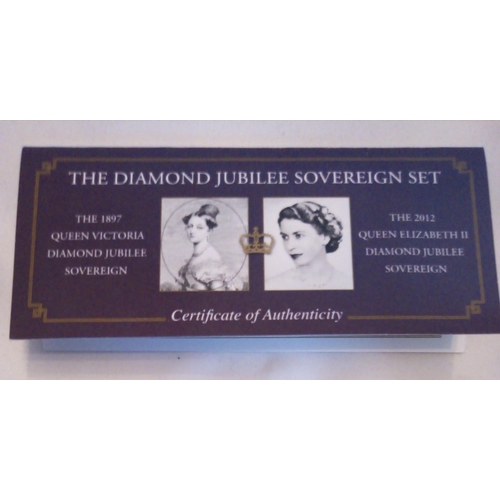 THE DIAMOND JUBILEE SOVEREIGN SET
THE 1897
QUEEN VICTORIA
DIAMOND JUBILEE
SOVEREIGN
THE 2012
QUEEN ELIZABETH II
DIAMOND JUBILEE
SOVEREIGN
Certificate of Authenticity